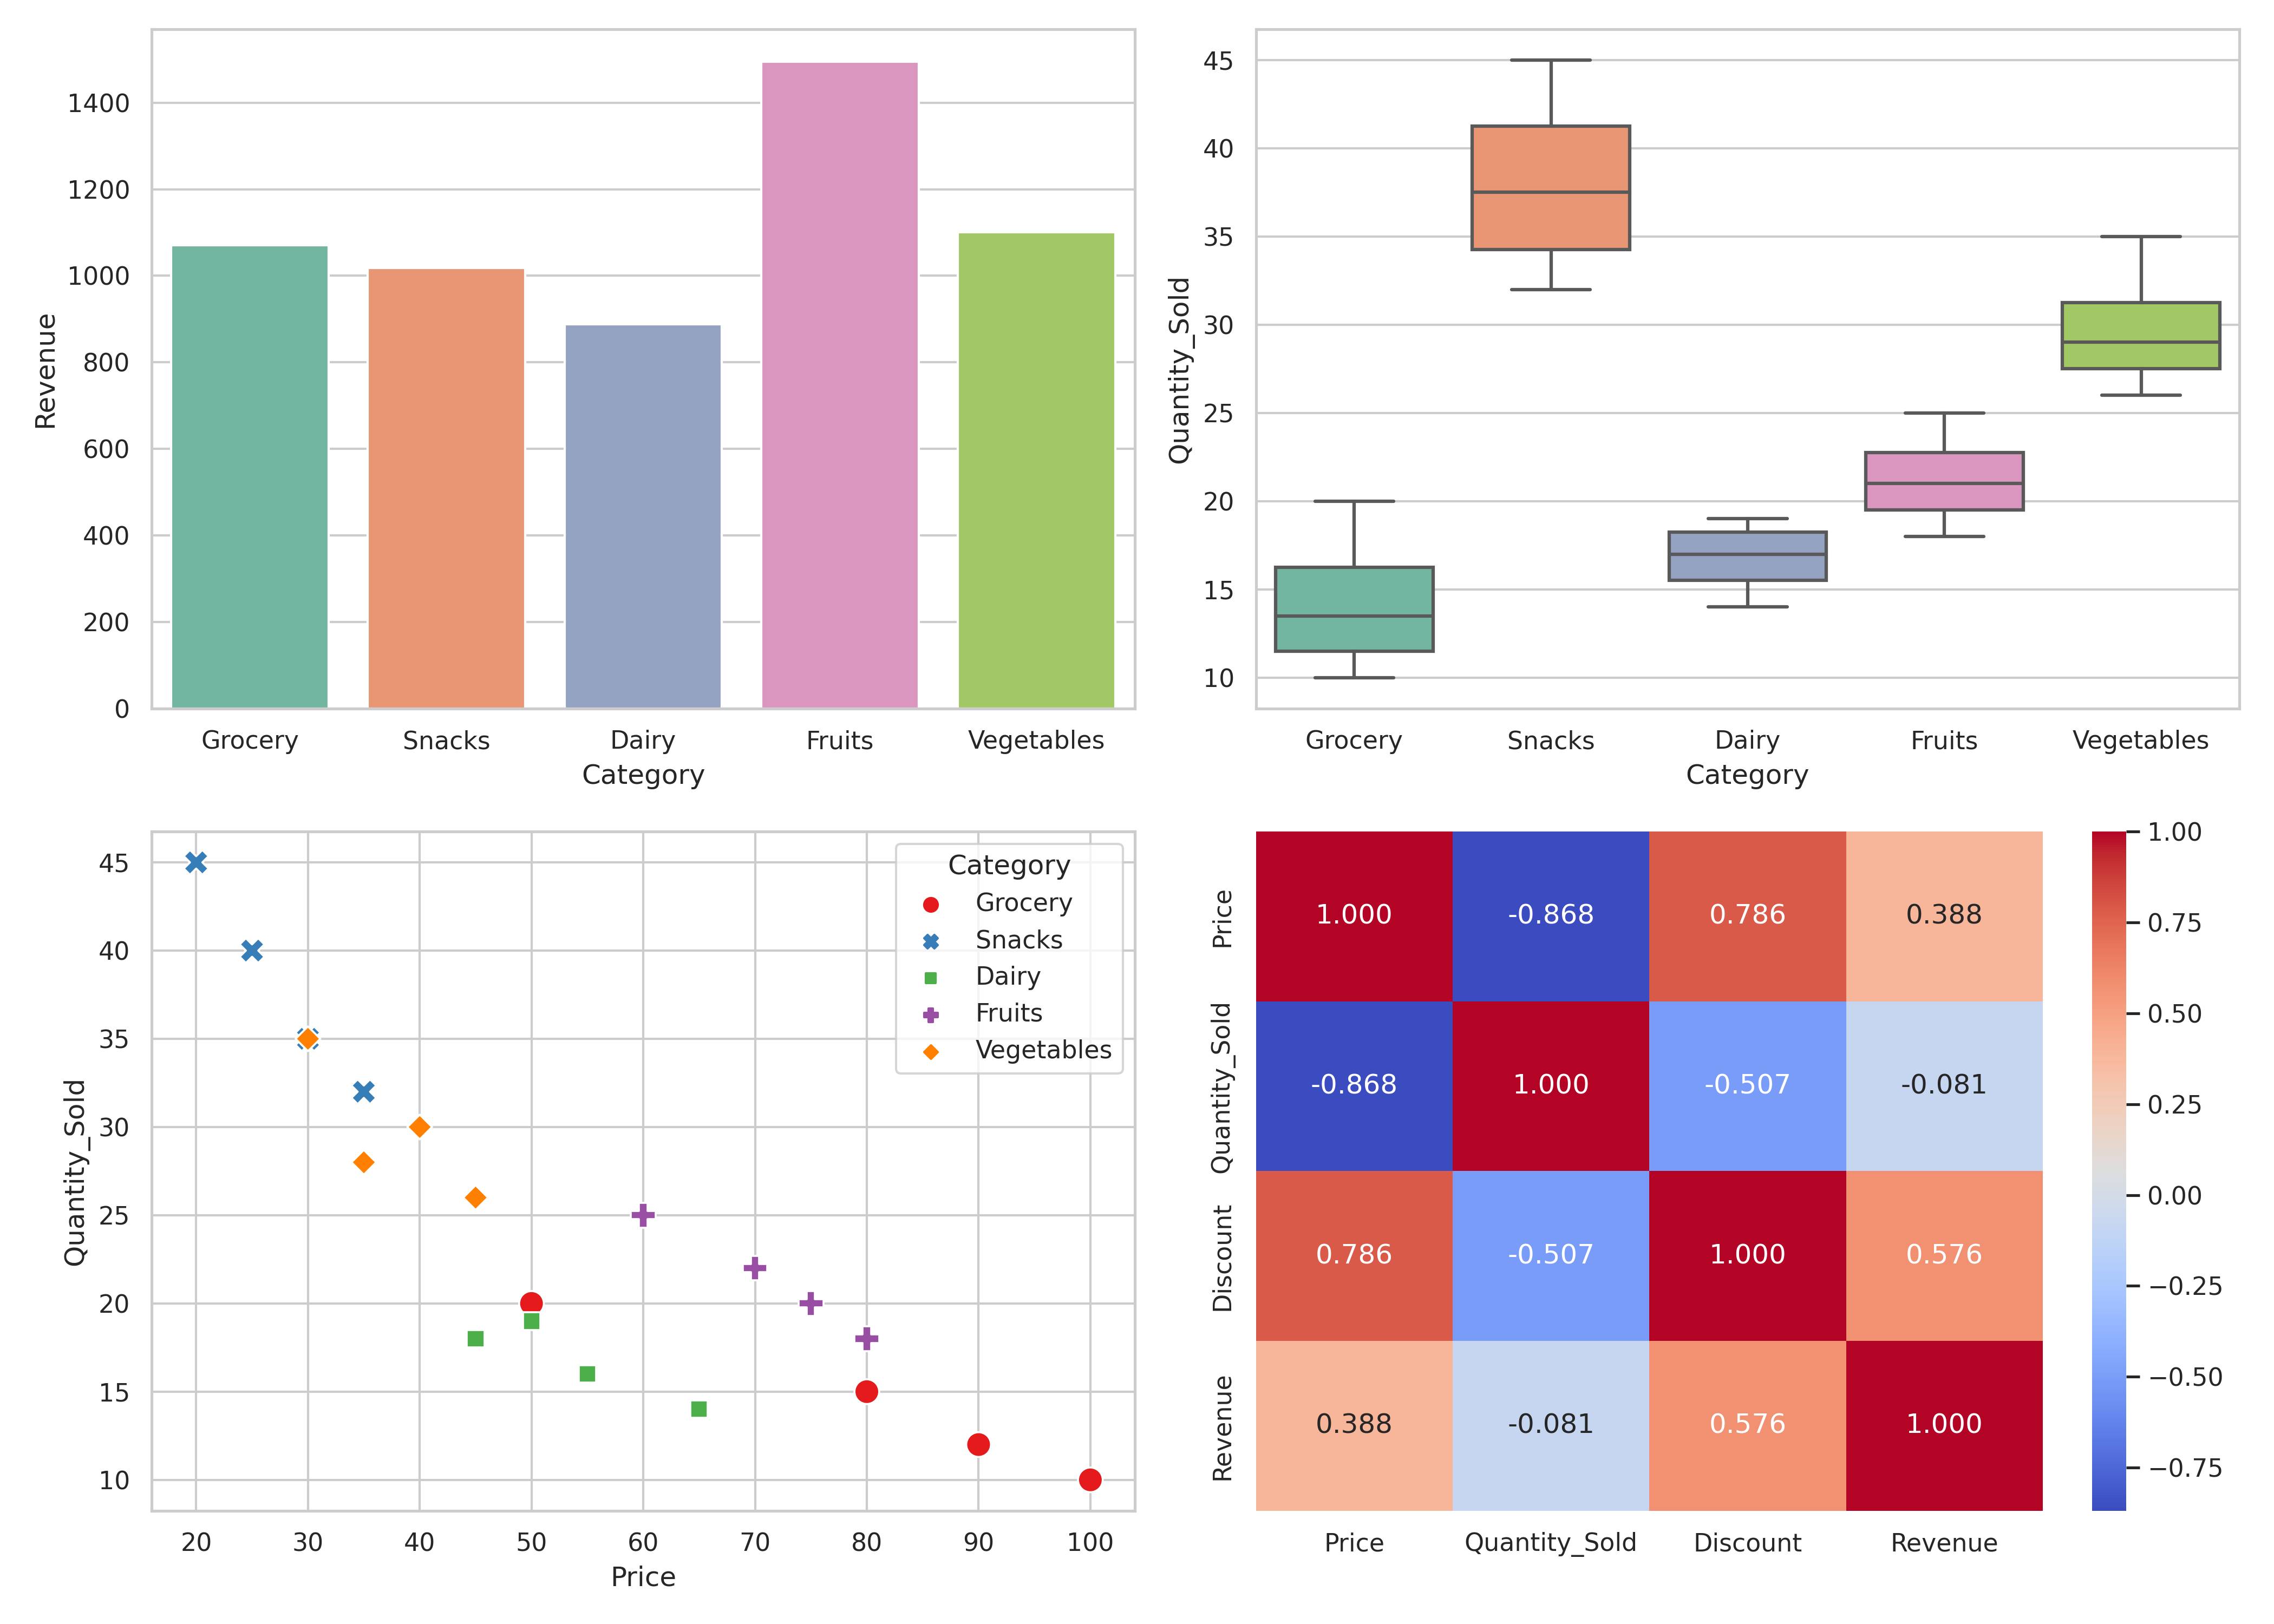 1400
1200
1000
800
600
400
200
0
Revenue
Grocery Snacks Dairy Fruits Vegetables
Category
45
40
35
30
25
20
15
10
Quantity_Sold
Grocery Snacks Dairy Fruits Vegetables
Category
45
40
35
30
25
20
15
10
Quantity_Sold
Category
Grocery
Snacks
Dairy
Fruits
Vegetables
20 30 40 50 60 70 80 90 100
Price
Price
Quantity_Sold
Discount
Revenue
1.000 -0.868 0.786 0.388
-0.868 1.000 -0.507 -0.081
0.786 -0.507 1.000 0.576
0.388 -0.081 0.576 1.000
Price Quantity_Sold Discount Revenue
1.00
0.75
0.50
0.25
0.00
−0.25
−0.50
−0.75